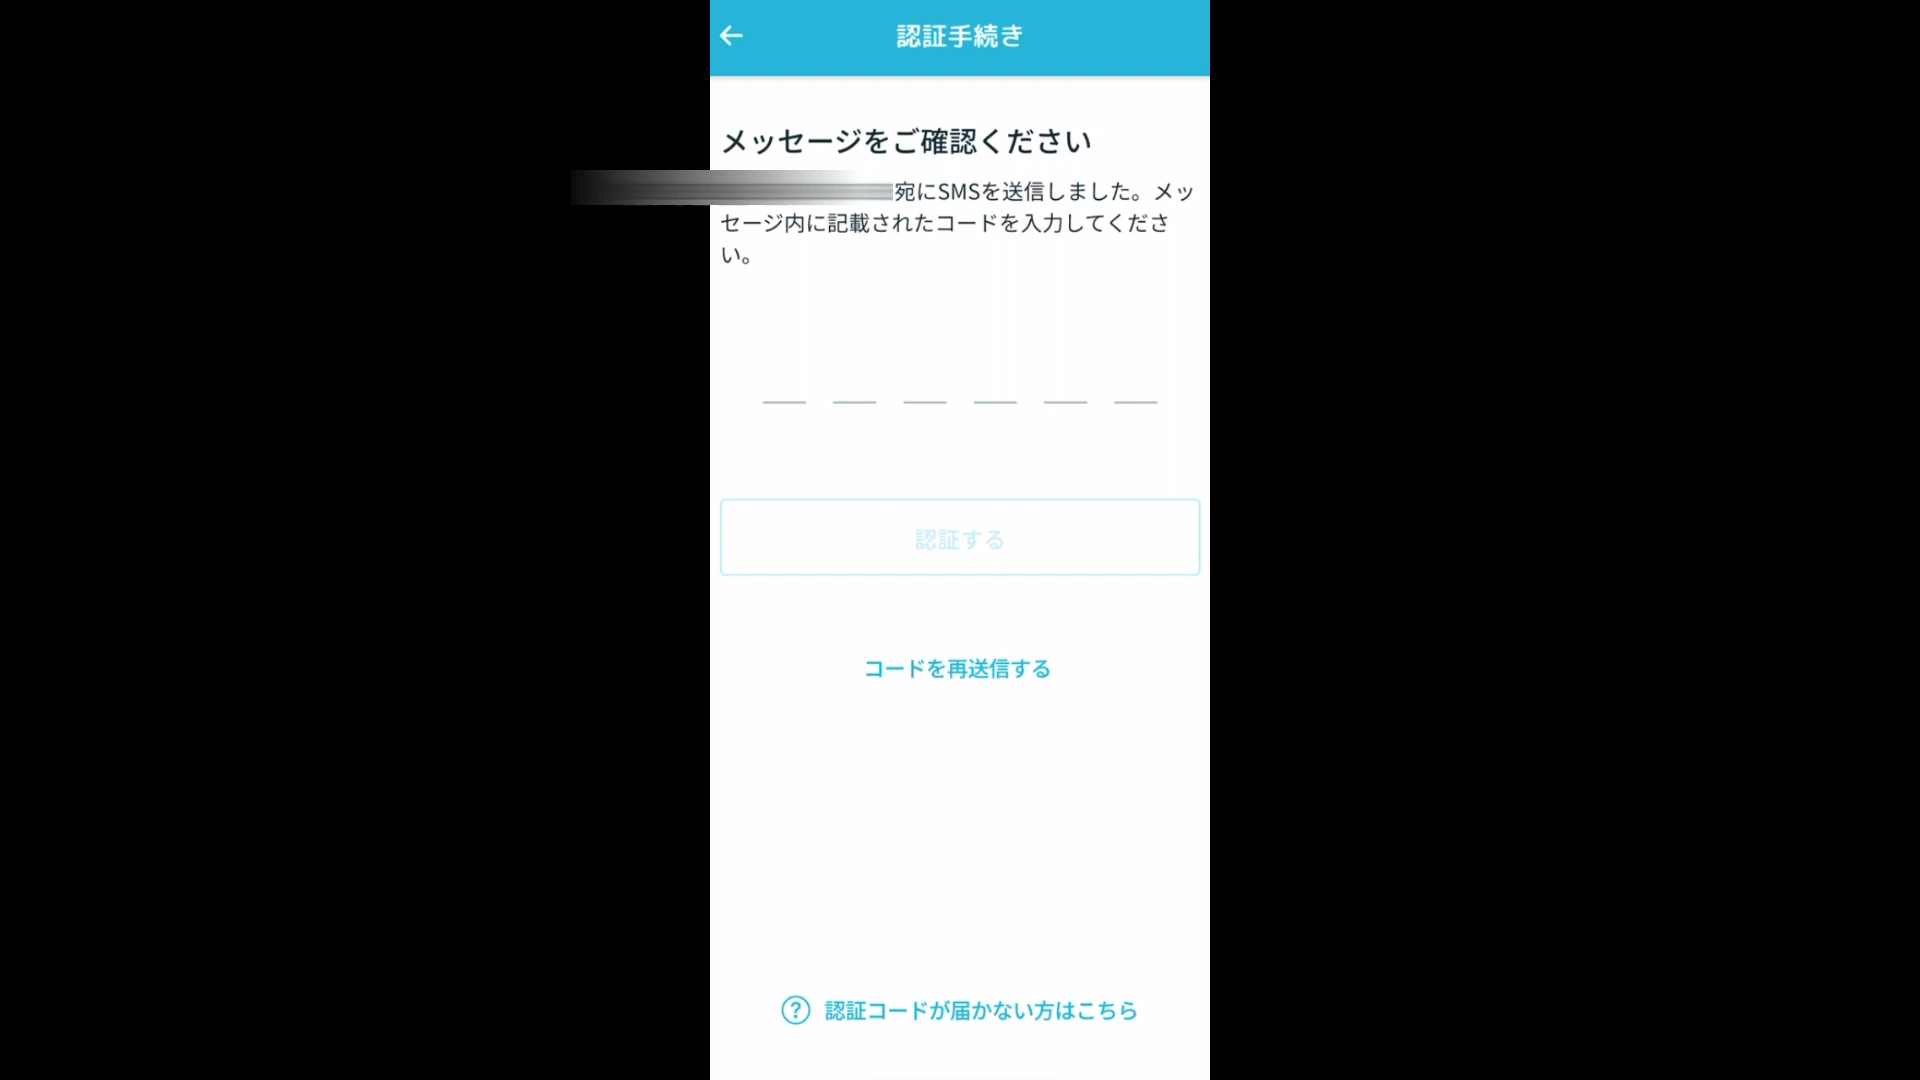 認証手続き
メッセージをご確認ください
宛にSMSを送信しました。メッ
セージ内に記載されたコードを入力してくださ
い。
認証する
コードを再送信する
? 認証コードが届かない方はこちら